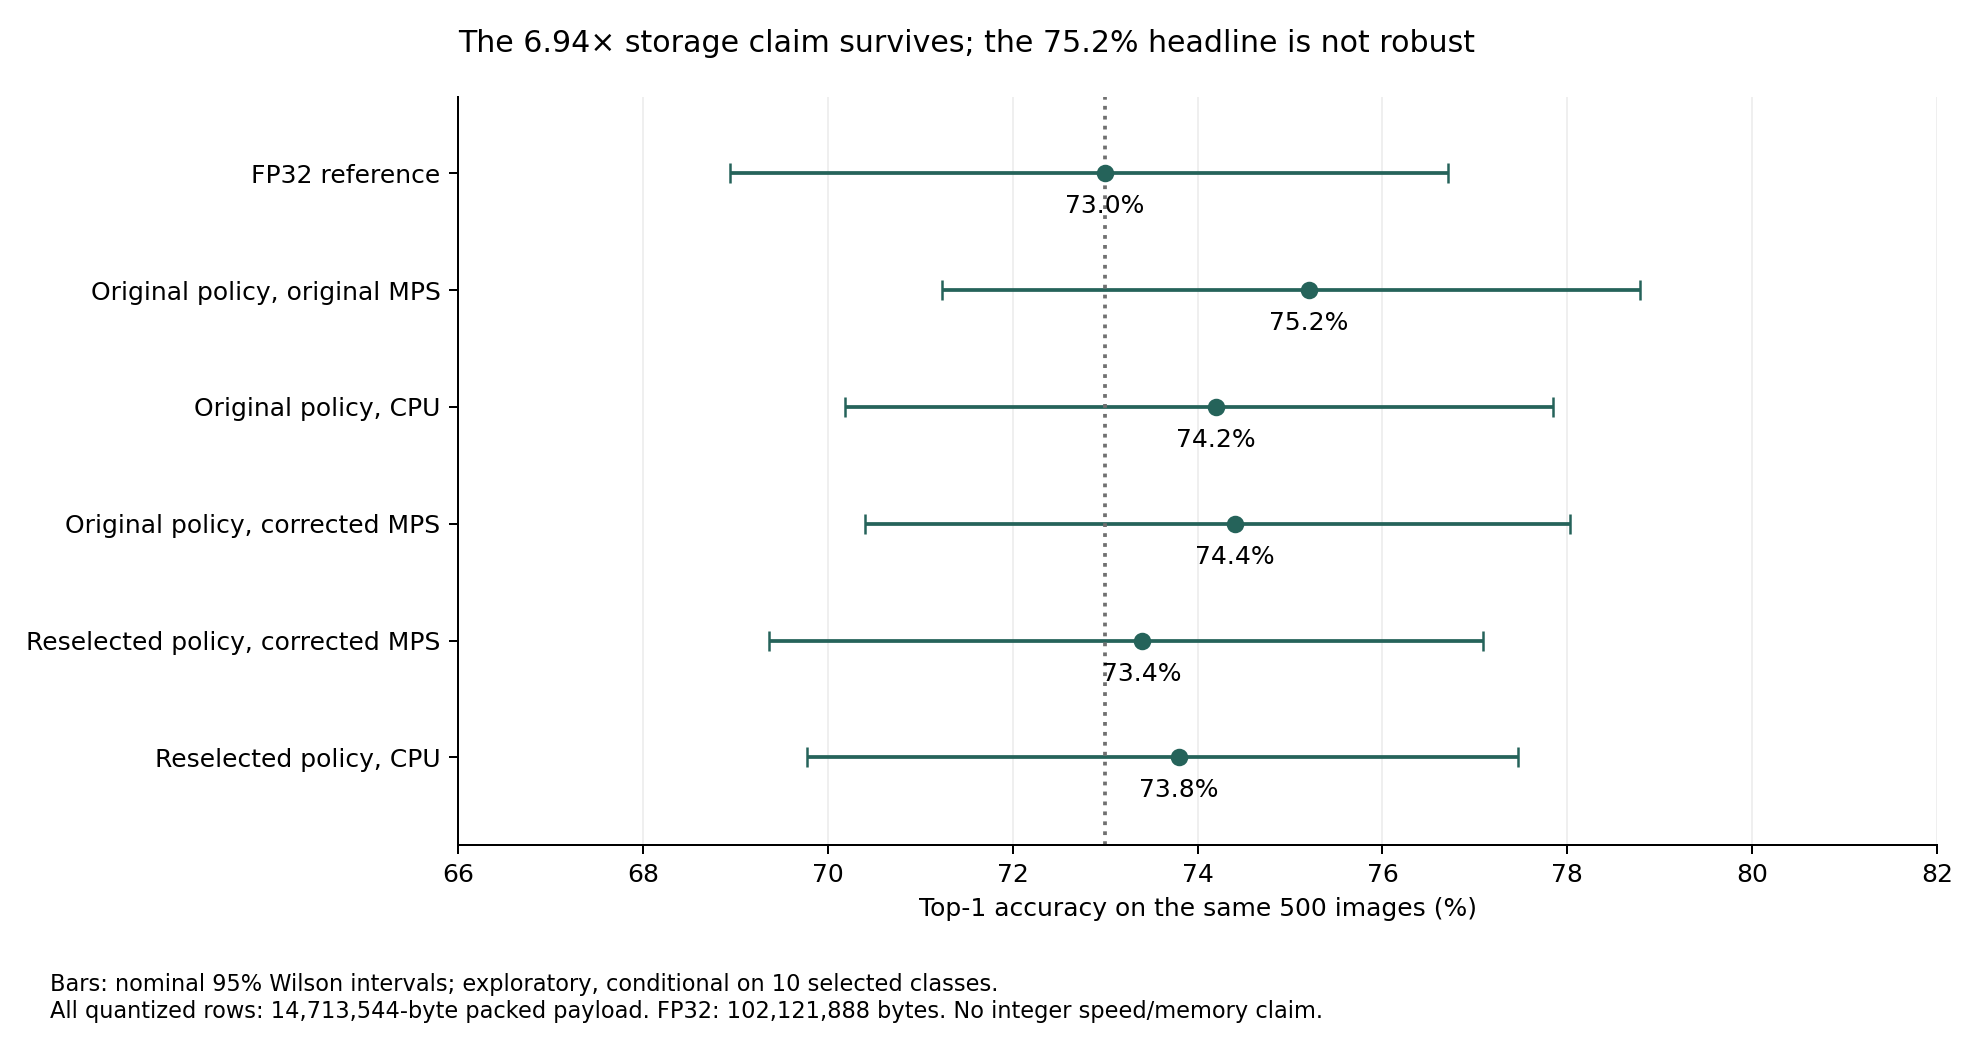 The 6.94× storage claim survives; the 75.2% headline is not robust
FP32 reference
73.0%
Original policy, original MPS
75.2%
Original policy, CPU
74.2%
Original policy, corrected MPS
74.4%
Reselected policy, corrected MPS
73.4%
Reselected policy, CPU
73.8%
66 68 70 72 74 76 78 80 82
Top-1 accuracy on the same 500 images (%)
Bars: nominal 95% Wilson intervals; exploratory, conditional on 10 selected classes.
All quantized rows: 14,713,544-byte packed payload. FP32: 102,121,888 bytes. No integer speed/memory claim.